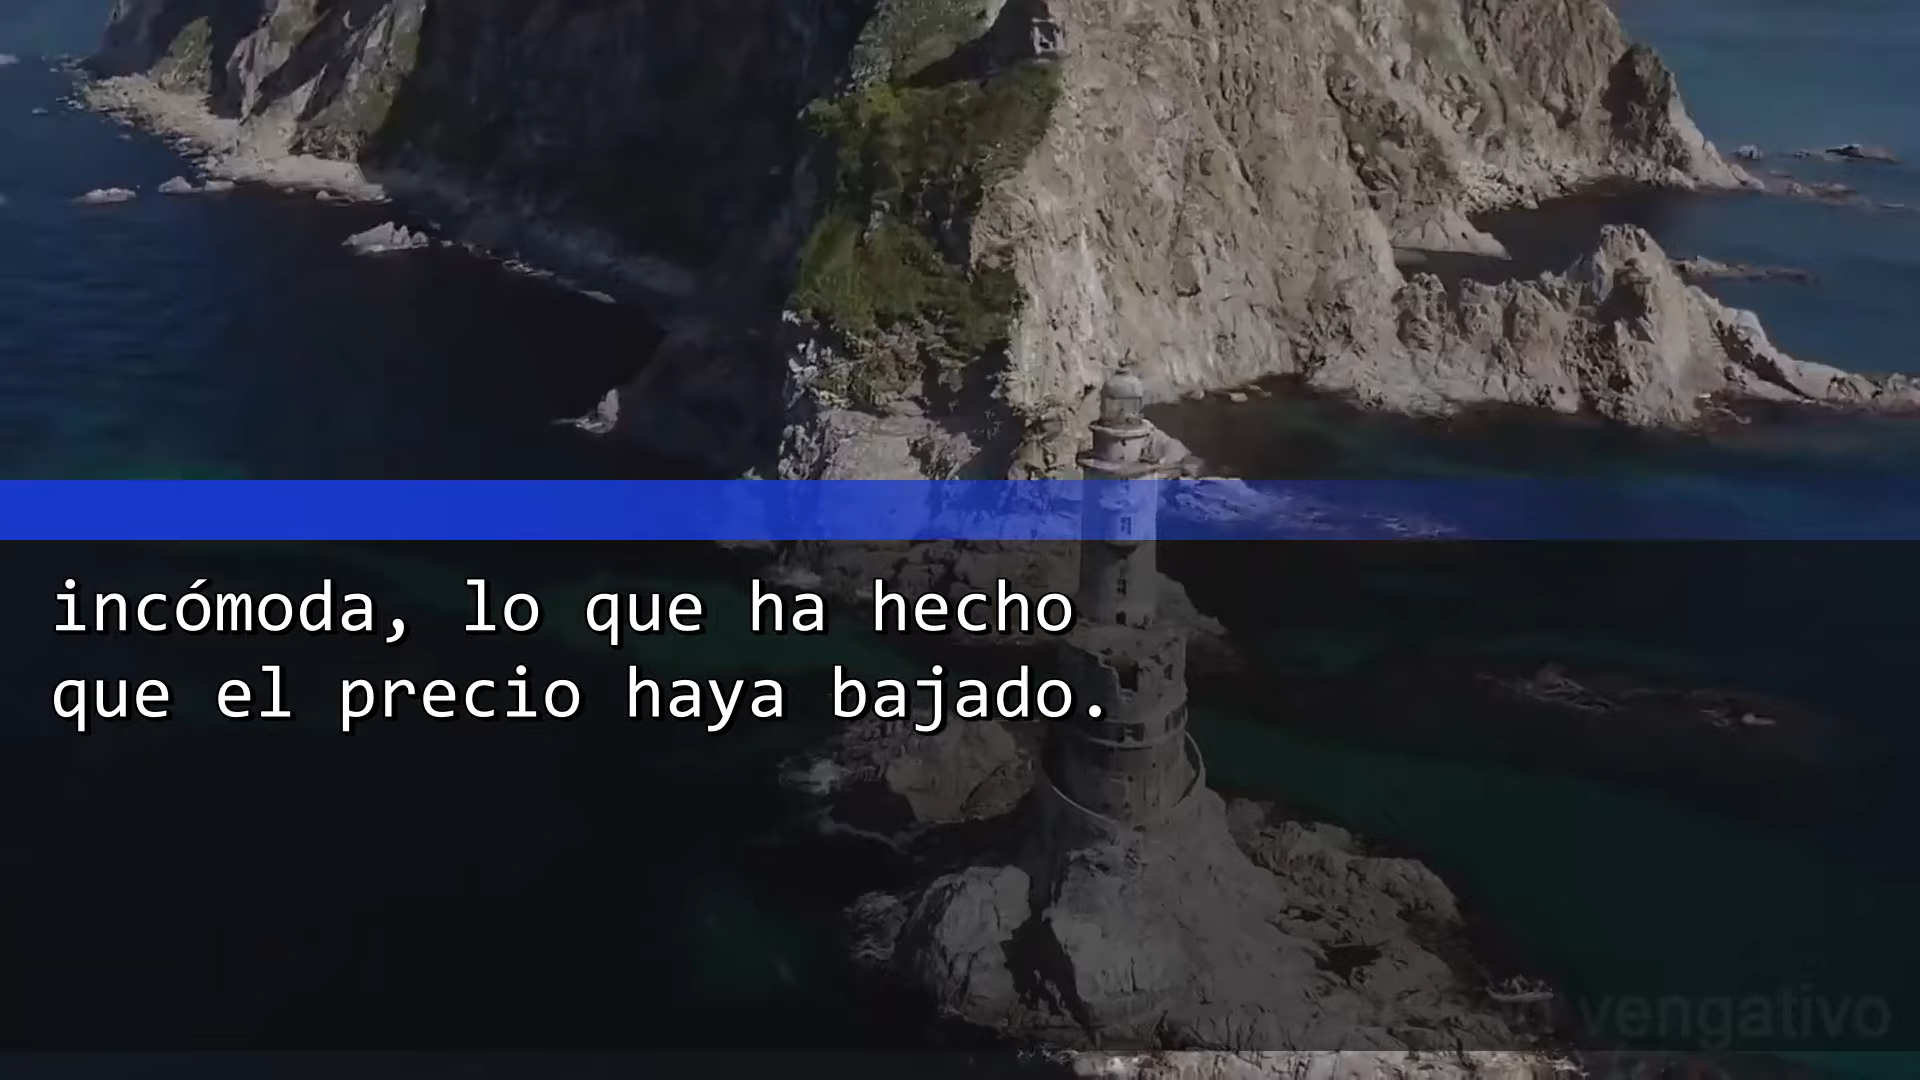 incómoda, lo que ha hecho
que el precio haya bajado.
vengativo